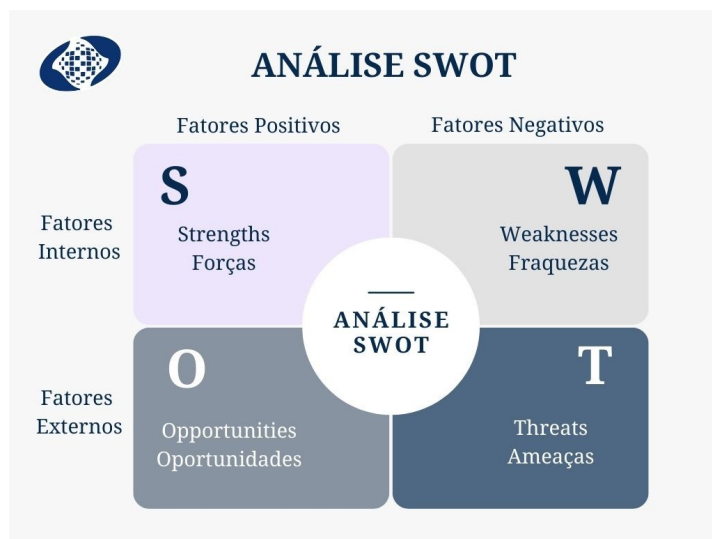 ANÁLISE SWOT
Fatores Positivos
Fatores Negativos
Fatores
Internos
S
Strengths
Forças
W
Weaknesses
Fraquezas
ANÁLISE
SWOT
Fatores
Externos
O
Opportunities
Oportunidades
T
Threats
Ameaças